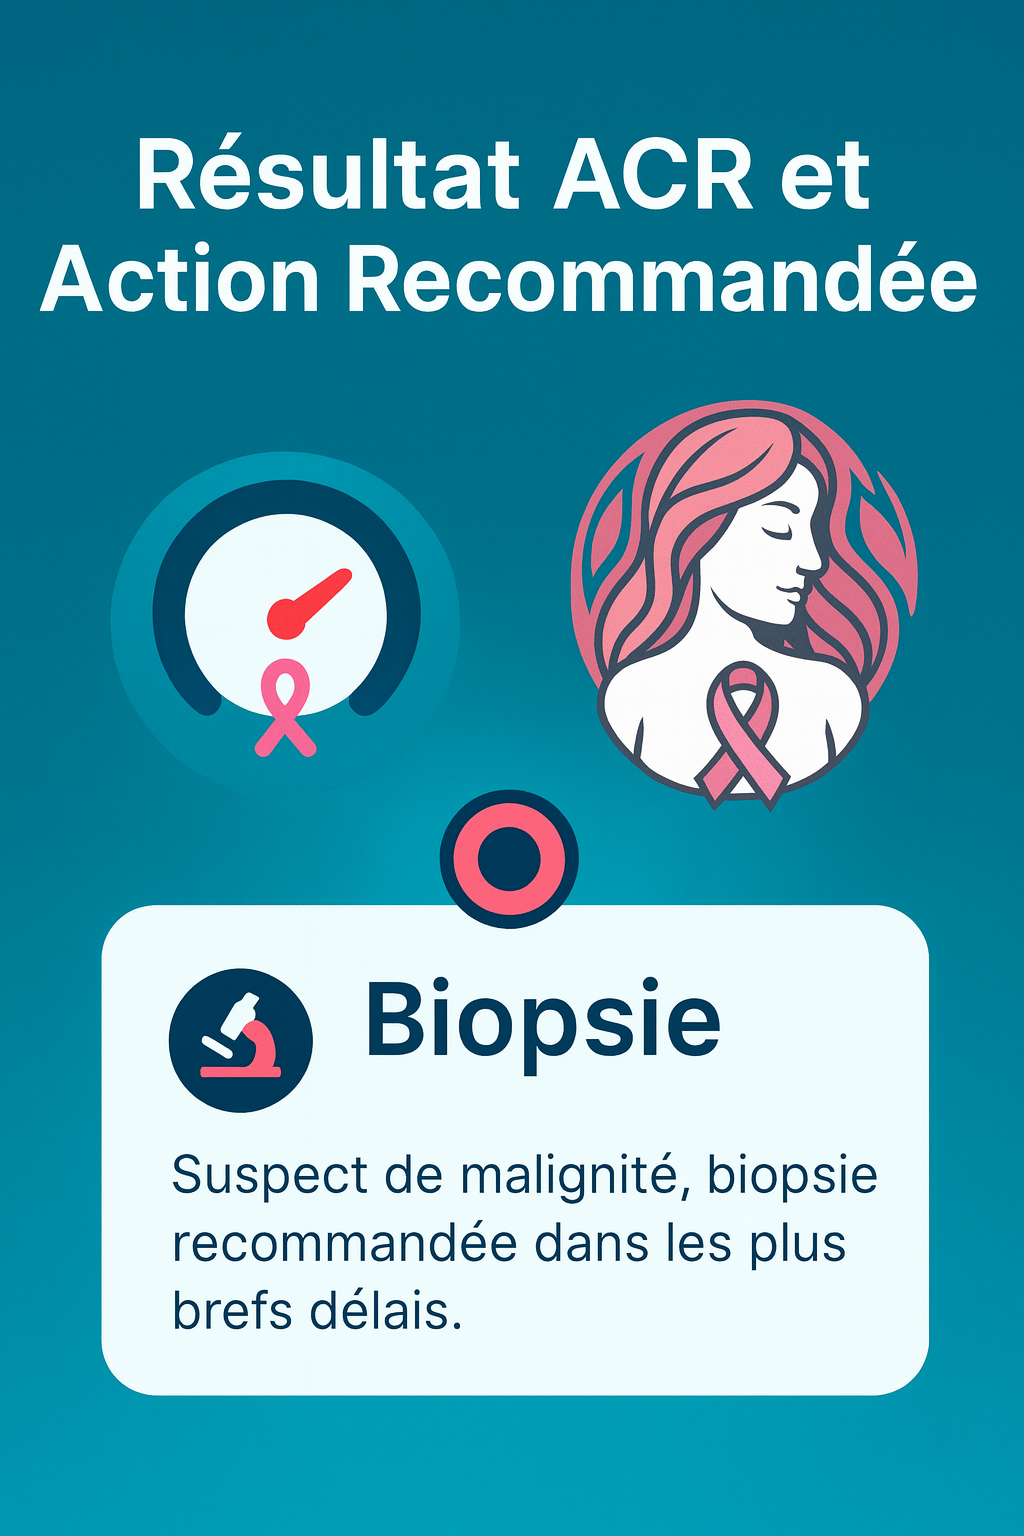 Résultat ACR et
Action Recommandée
Biopsie
Suspect de malignité, biopsie
recommandée dans les plus
brefs délais.